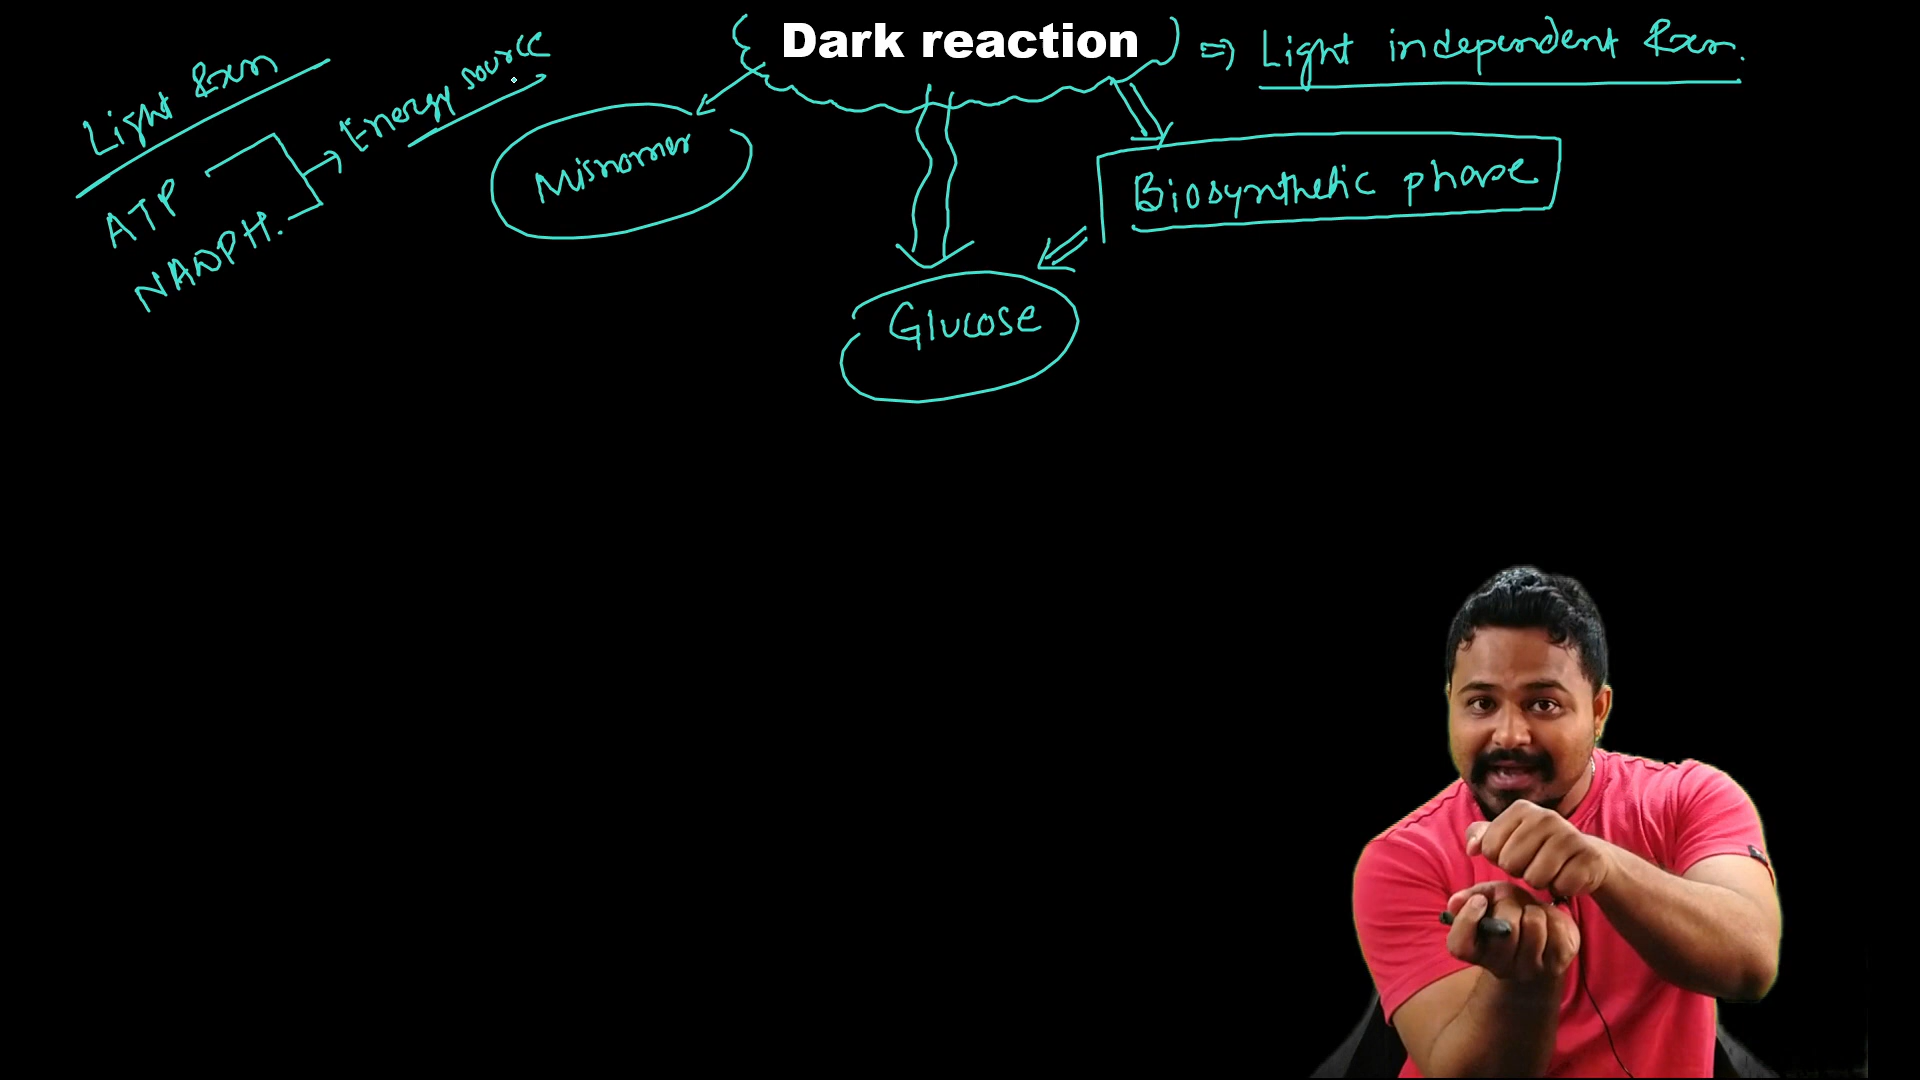 Dark reaction
⇒ Light independent Rxn.
Light Rxn
Energy source
ATP
NADPH.
Misnomer
Biosynthetic phase
Glucose